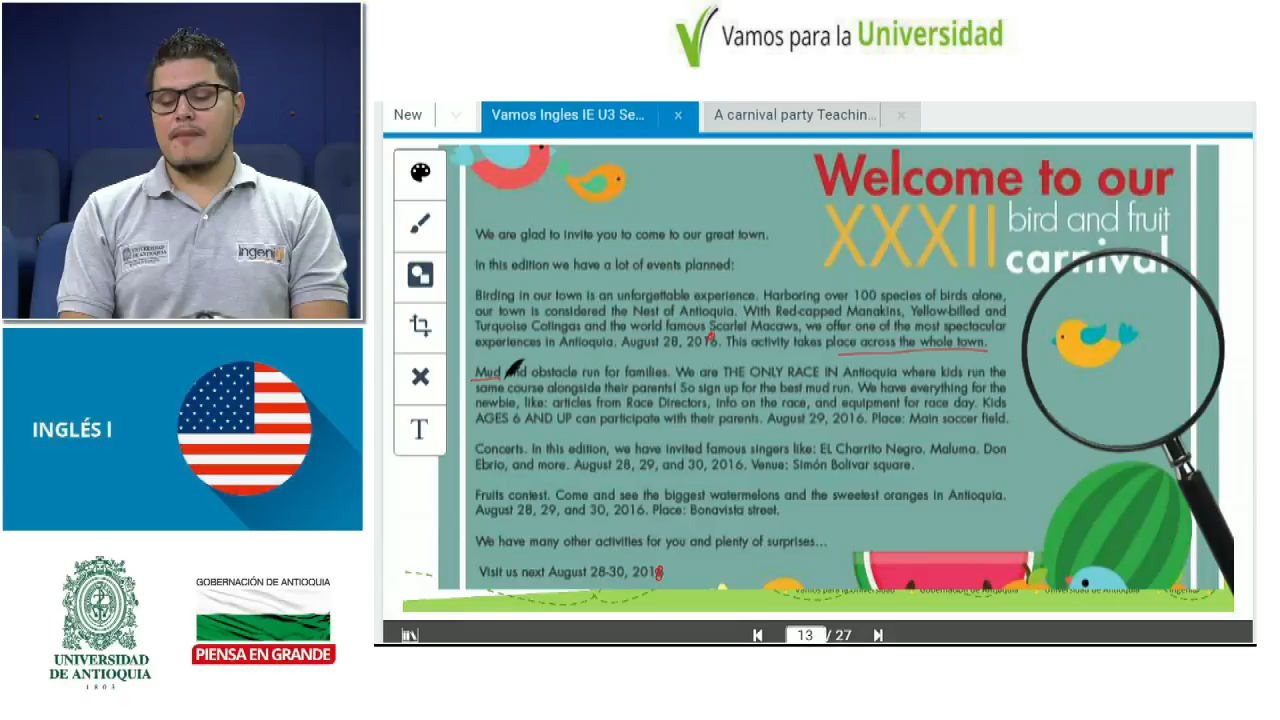 Vamos para la Universidad
New
Vamos Ingles IE U3 Se...
A carnival party Teachin...
Welcome to our
XXXII bird and fruit
carnival
We are glad to invite you to come to our great town.
In this edition we have a lot of events planned:
Birding in our town is an unforgettable experience. Harboring over 100 species of birds alone,
our town is considered the Nest of Antioquia. With Red-capped Manakins, Yellow-billed and
Turquoise Cotingas and the world famous Scarlet Macaws, we offer one of the most spectacular
experiences in Antioquia. August 28, 2016. This activity takes place across the whole town.
Mud and obstacle run for families. We are THE ONLY RACE IN Antioquia where kids run the
same course alongside their parents! So sign up for the best mud run. We have everything for the
newbie, like: articles from Race Directors, info on the race, and equipment for race day. Kids
AGES 6 AND UP can participate with their parents. August 29, 2016. Place: Main soccer field.
Concerts. In this edition, we have invited famous singers like: EL Charrito Negro, Maluma, Don
Ebrio, and more. August 28, 29, and 30, 2016. Venue: Simón Bolivar square.
Fruits contest. Come and see the biggest watermelons and the sweetest oranges in Antioquia.
August 28, 29, and 30, 2016. Place: Bonavista street.
We have many other activities for you and plenty of surprises...
Visit us next August 28-30, 2018
T
13 / 27
UNIVERSIDAD DE ANTIOQUIA
ingeni@
INGLÉS I
UNIVERSIDAD
DE ANTIOQUIA
1803
GOBERNACIÓN DE ANTIOQUIA
PIENSA EN GRANDE